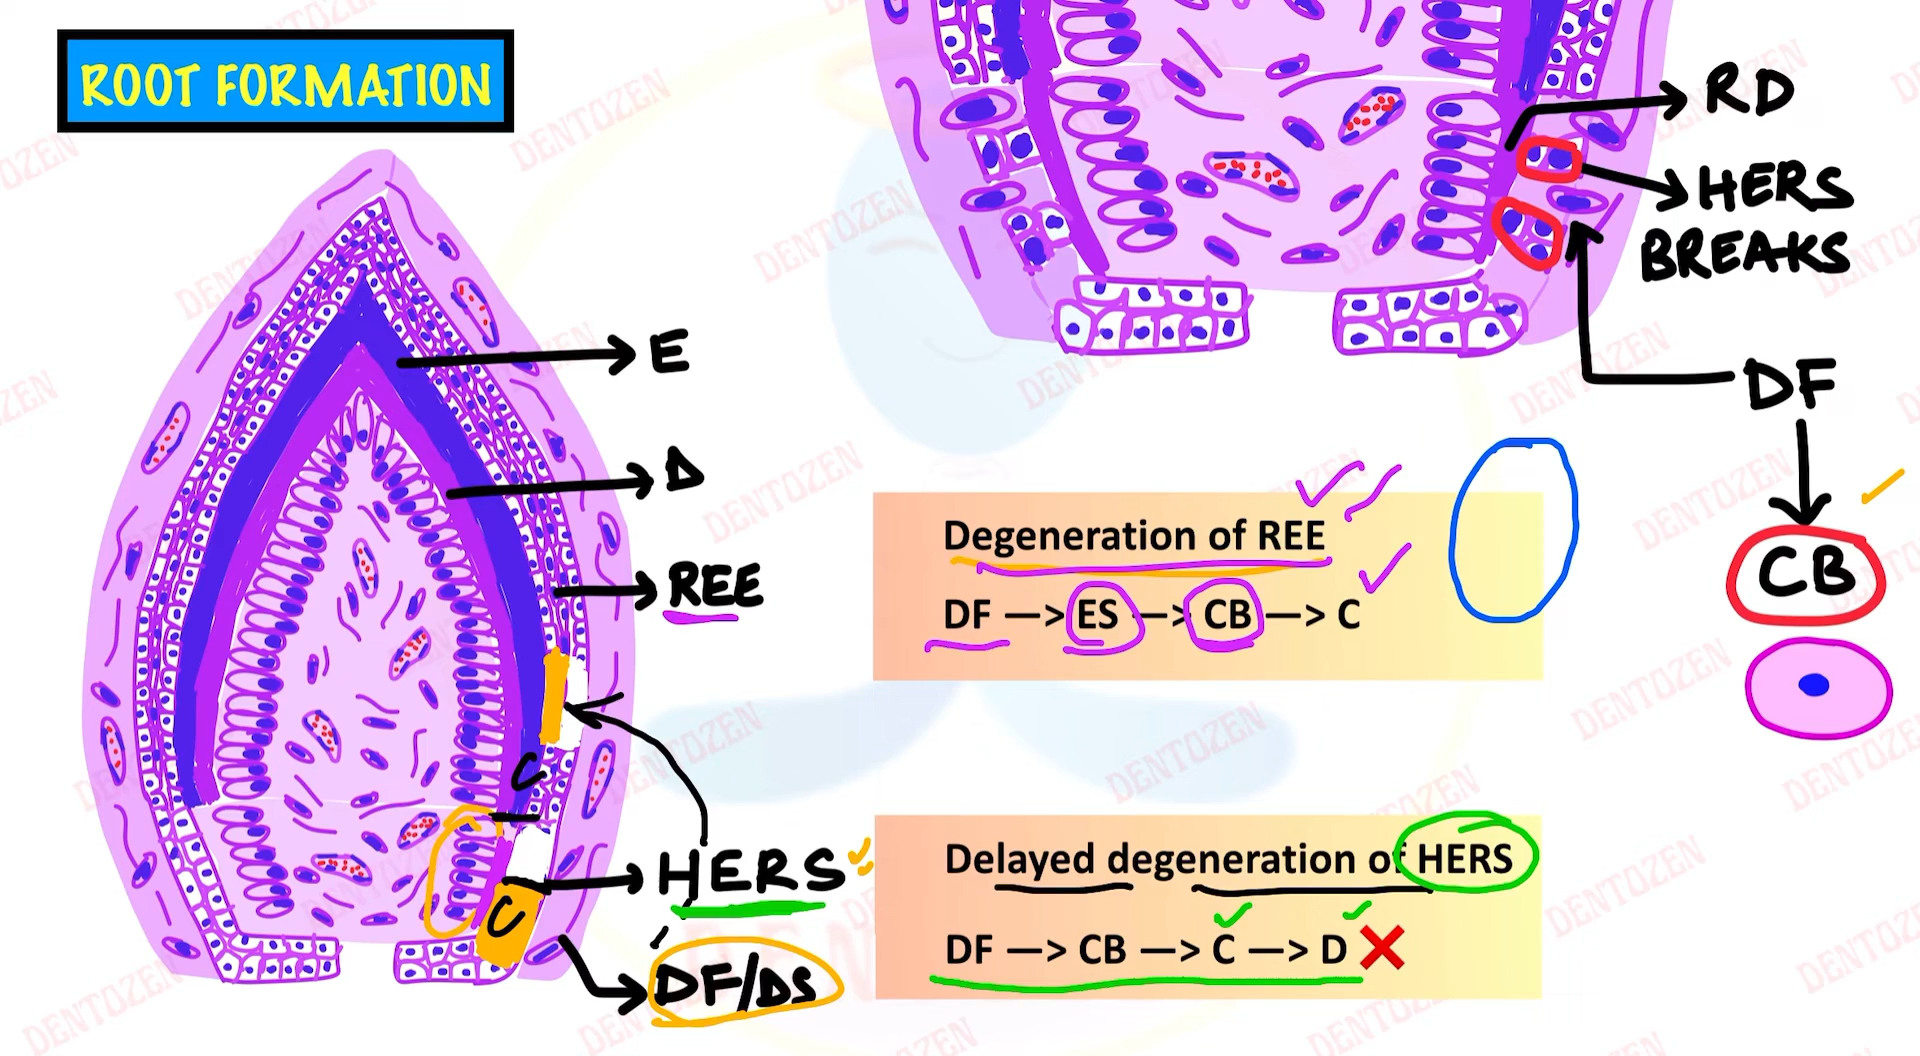 ROOT FORMATION
E
D
REE
C
HERS
C
DF/DS
RD
HERS
BREAKS
DF
CB
Degeneration of REE
DF —> ES —> CB —> C
Delayed degeneration of HERS
DF —> CB —> C —> D
DENTOZEN